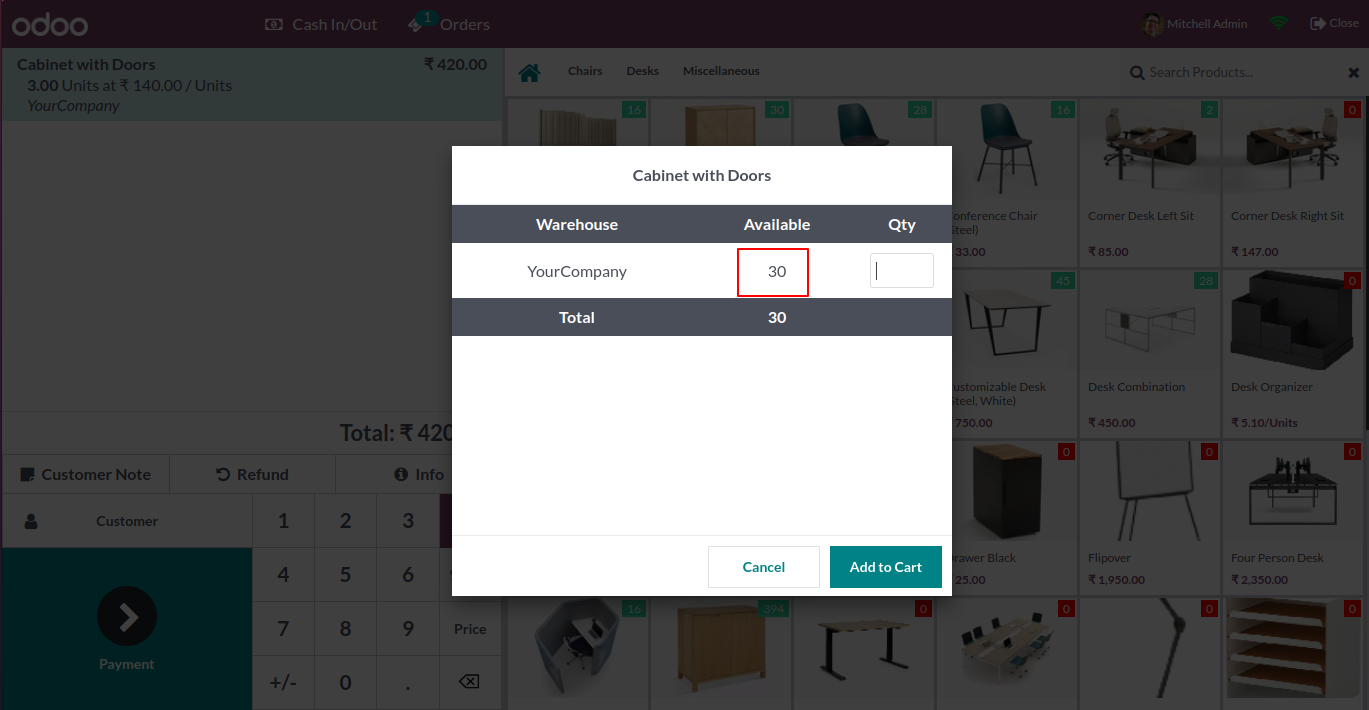 odoo
Cash In/Out
1
Orders
Mitchell Admin
Close
Cabinet with Doors
₹ 420.00
3.00 Units at ₹ 140.00 / Units
YourCompany
Chairs
Desks
Miscellaneous
Search Products...
16
30
28
16
2
0
Conference Chair
Steel)
33.00
Corner Desk Left Sit
₹ 85.00
Corner Desk Right Sit
₹ 147.00
Cabinet with Doors
Warehouse
Available
Qty
YourCompany
30
Total
30
Cancel
Add to Cart
45
28
0
ustomizable Desk
Steel, White)
750.00
Desk Combination
₹ 450.00
Desk Organizer
₹ 5.10/Units
0
0
0
Drawer Black
25.00
Flipover
₹ 1,950.00
Four Person Desk
₹ 2,350.00
16
394
0
0
0
0
Total: ₹ 420
Customer Note
Refund
Info
Customer
1
2
3
4
5
6
7
8
9
Price
+/-
0
.
Payment